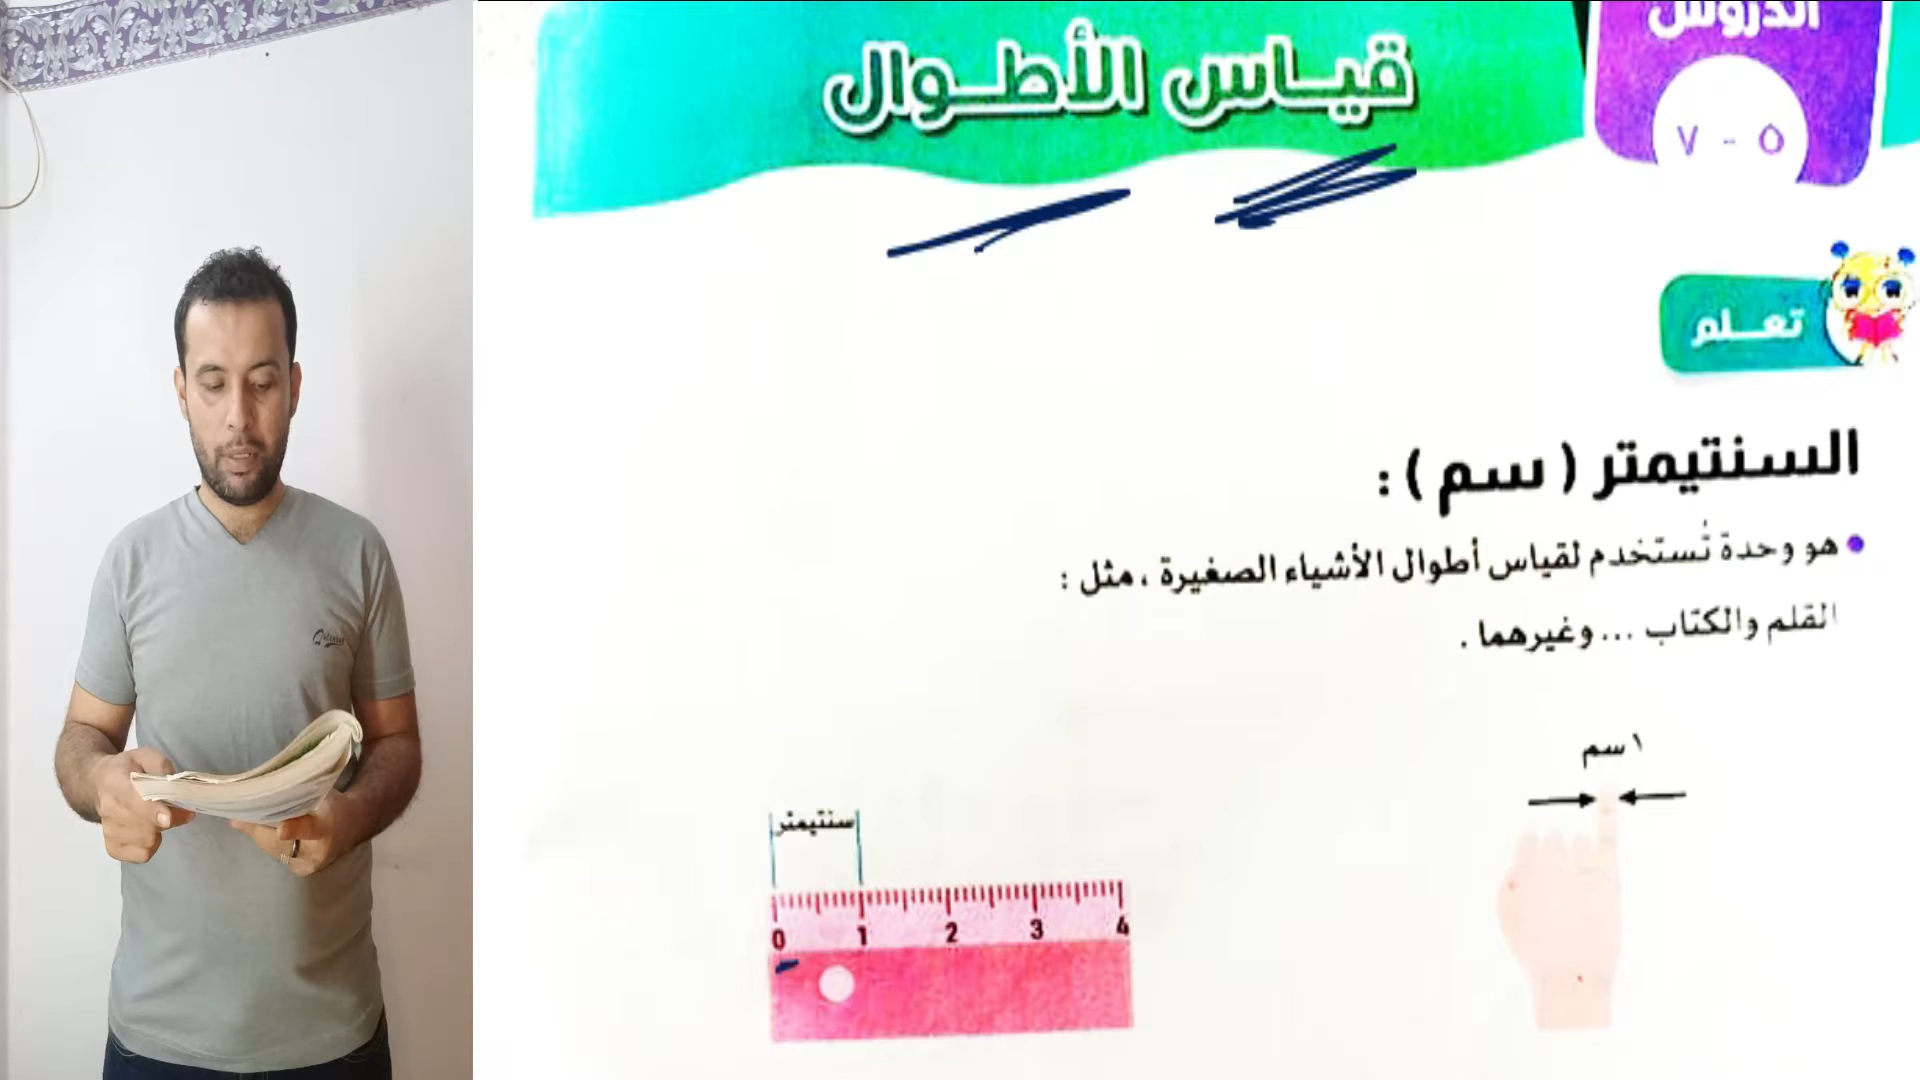 الدروس
٥ - ٧
قياس الأطوال
تعلم
السنتيمتر ( سم ) :
• هو وحدة تُستخدم لقياس أطوال الأشياء الصغيرة ، مثل :
القلم والكتاب ... وغيرهما .
١ سم
سنتيمتر
0 1 2 3 4